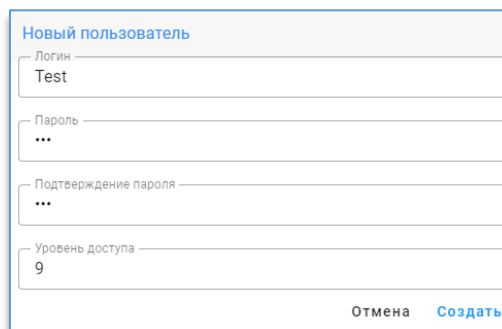 Новый пользователь
Логин
Test
Пароль
•••
Подтверждение пароля
•••
Уровень доступа
9
Отмена Создать